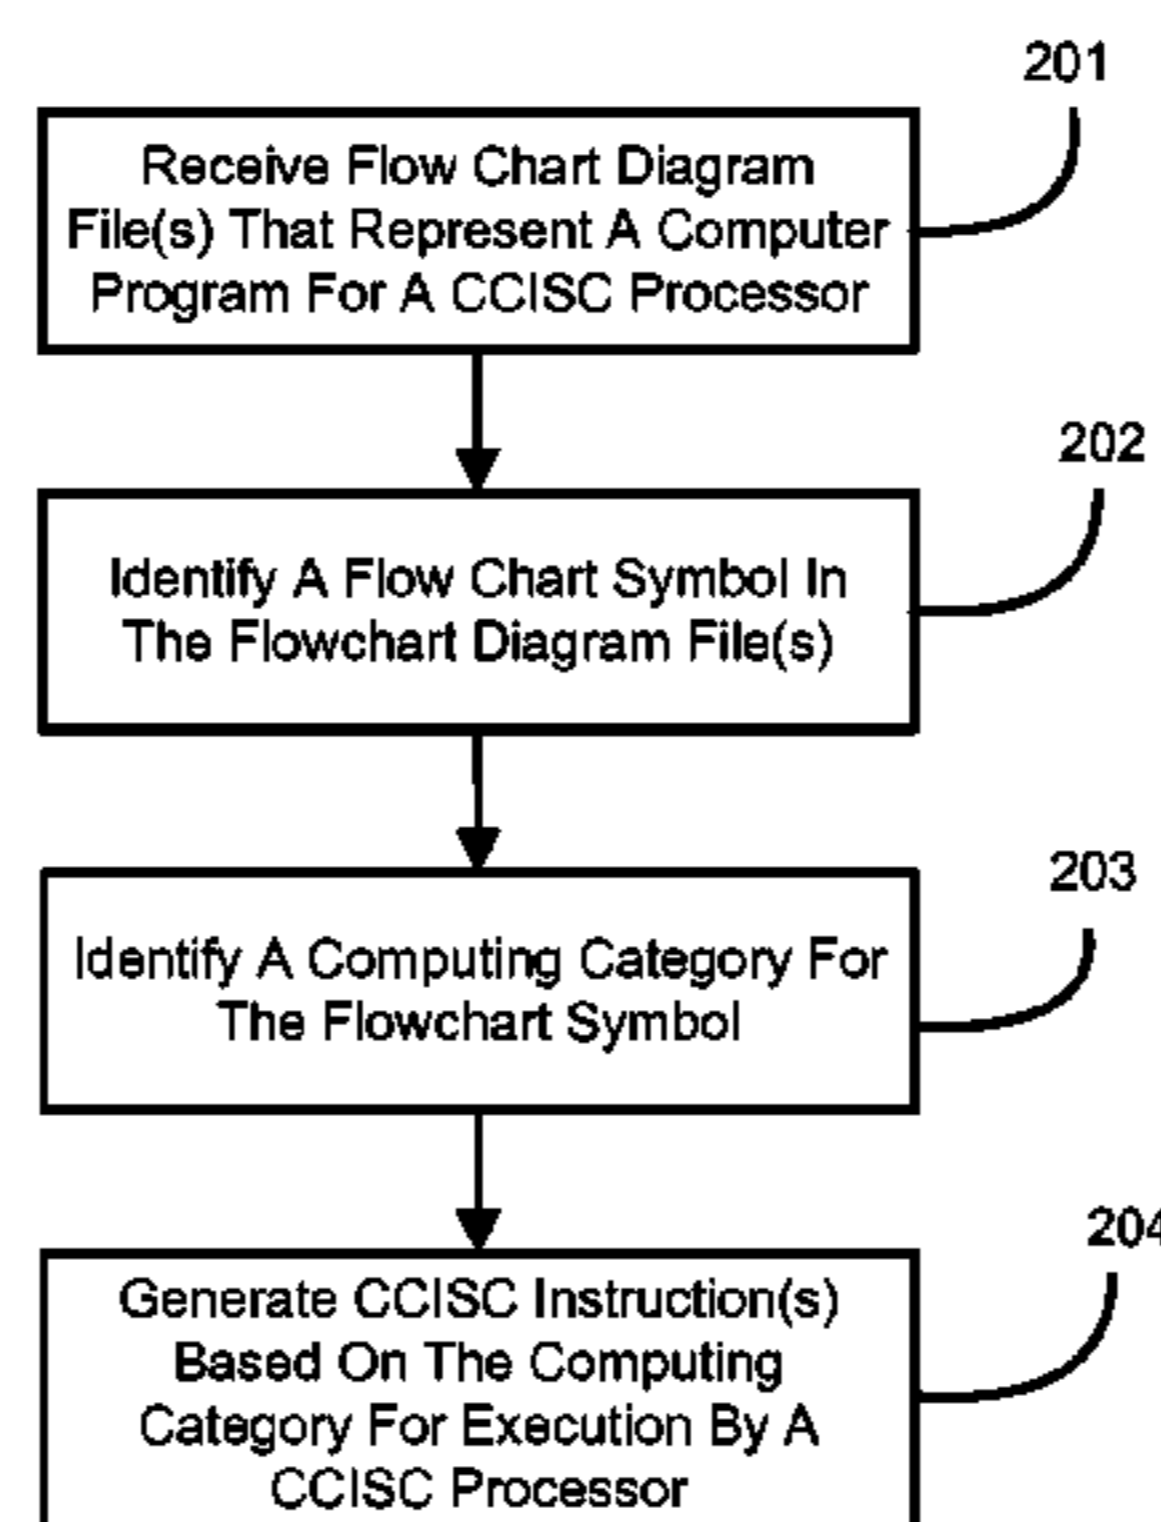 201
Receive Flow Chart Diagram
File(s) That Represent A Computer
Program For A CCISC Processor
202
Identify A Flow Chart Symbol In
The Flowchart Diagram File(s)
203
Identify A Computing Category For
The Flowchart Symbol
204
Generate CCISC Instruction(s)
Based On The Computing
Category For Execution By A
CCISC Processor